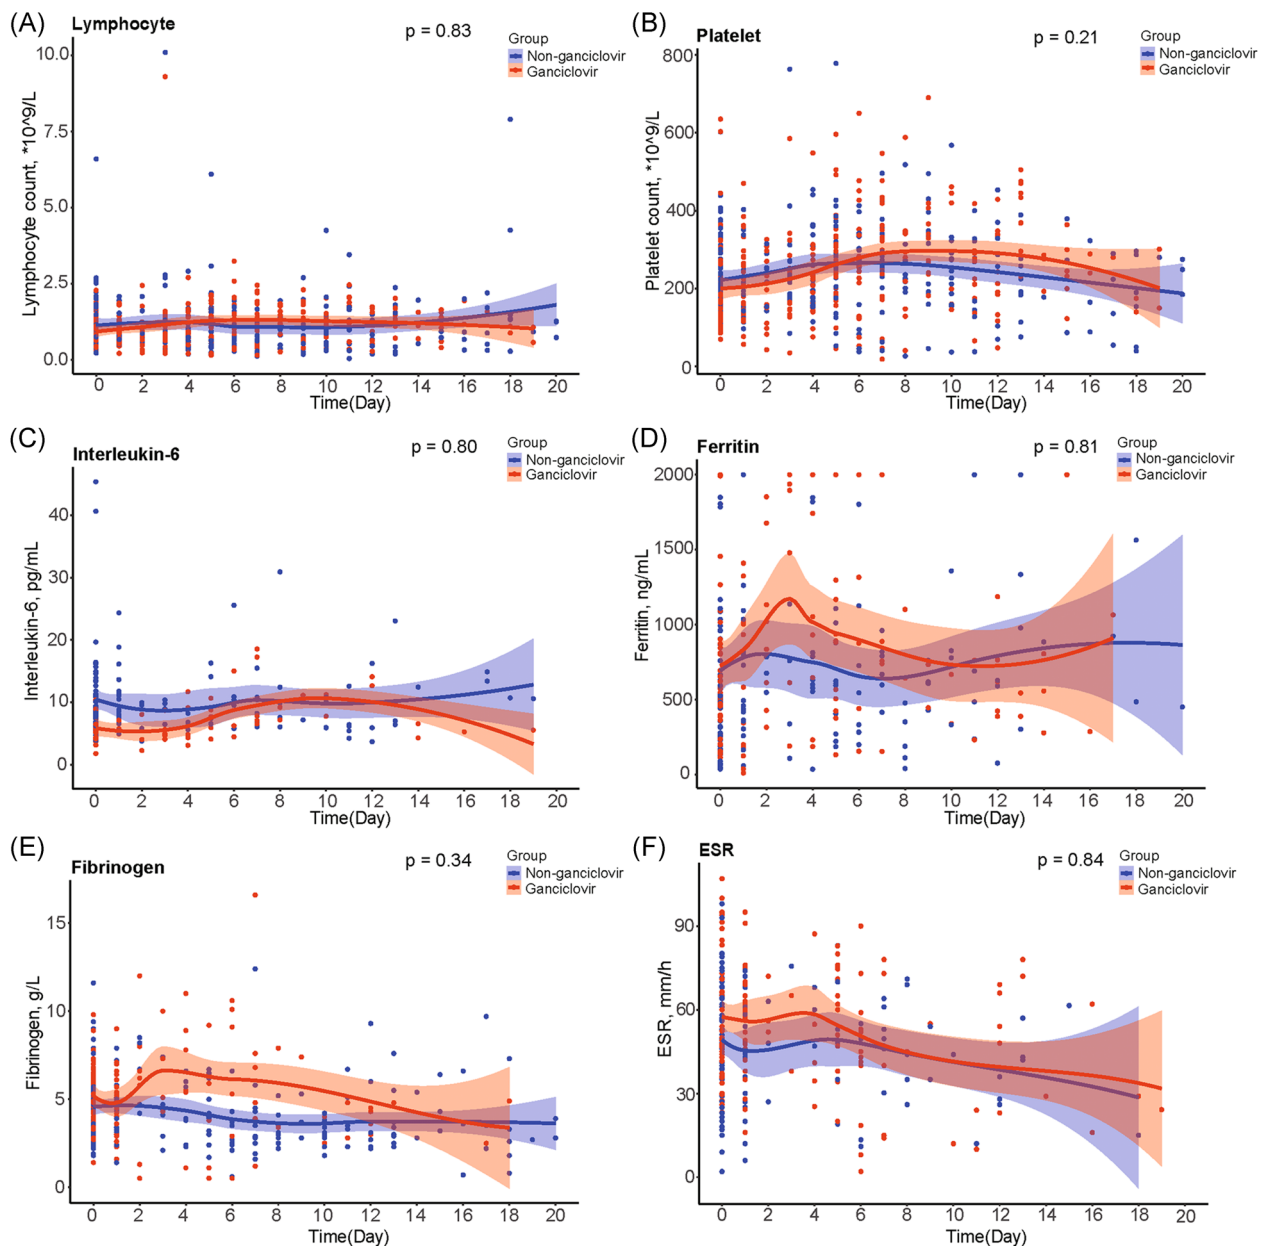 (A) Lymphocyte
p = 0.83
Group
Non-ganciclovir
Ganciclovir
Lymphocyte count, *10^9/L
10.0
7.5
5.0
2.5
0.0
0 2 4 6 8 10 12 14 16 18 20
Time(Day)
(B) Platelet
p = 0.21
Group
Non-ganciclovir
Ganciclovir
Platelet count, *10^9/L
800
600
400
200
0
0 2 4 6 8 10 12 14 16 18 20
Time(Day)
(C) Interleukin-6
p = 0.80
Group
Non-ganciclovir
Ganciclovir
Interleukin-6, pg/mL
40
30
20
10
0
0 2 4 6 8 10 12 14 16 18 20
Time(Day)
(D) Ferritin
p = 0.81
Group
Non-ganciclovir
Ganciclovir
Ferritin, ng/mL
2000
1500
1000
500
0
0 2 4 6 8 10 12 14 16 18 20
Time(Day)
(E) Fibrinogen
p = 0.34
Group
Non-ganciclovir
Ganciclovir
Fibrinogen, g/L
15
10
5
0
0 2 4 6 8 10 12 14 16 18 20
Time(Day)
(F) ESR
p = 0.84
Group
Non-ganciclovir
Ganciclovir
ESR, mm/h
90
60
30
0
0 2 4 6 8 10 12 14 16 18 20
Time(Day)